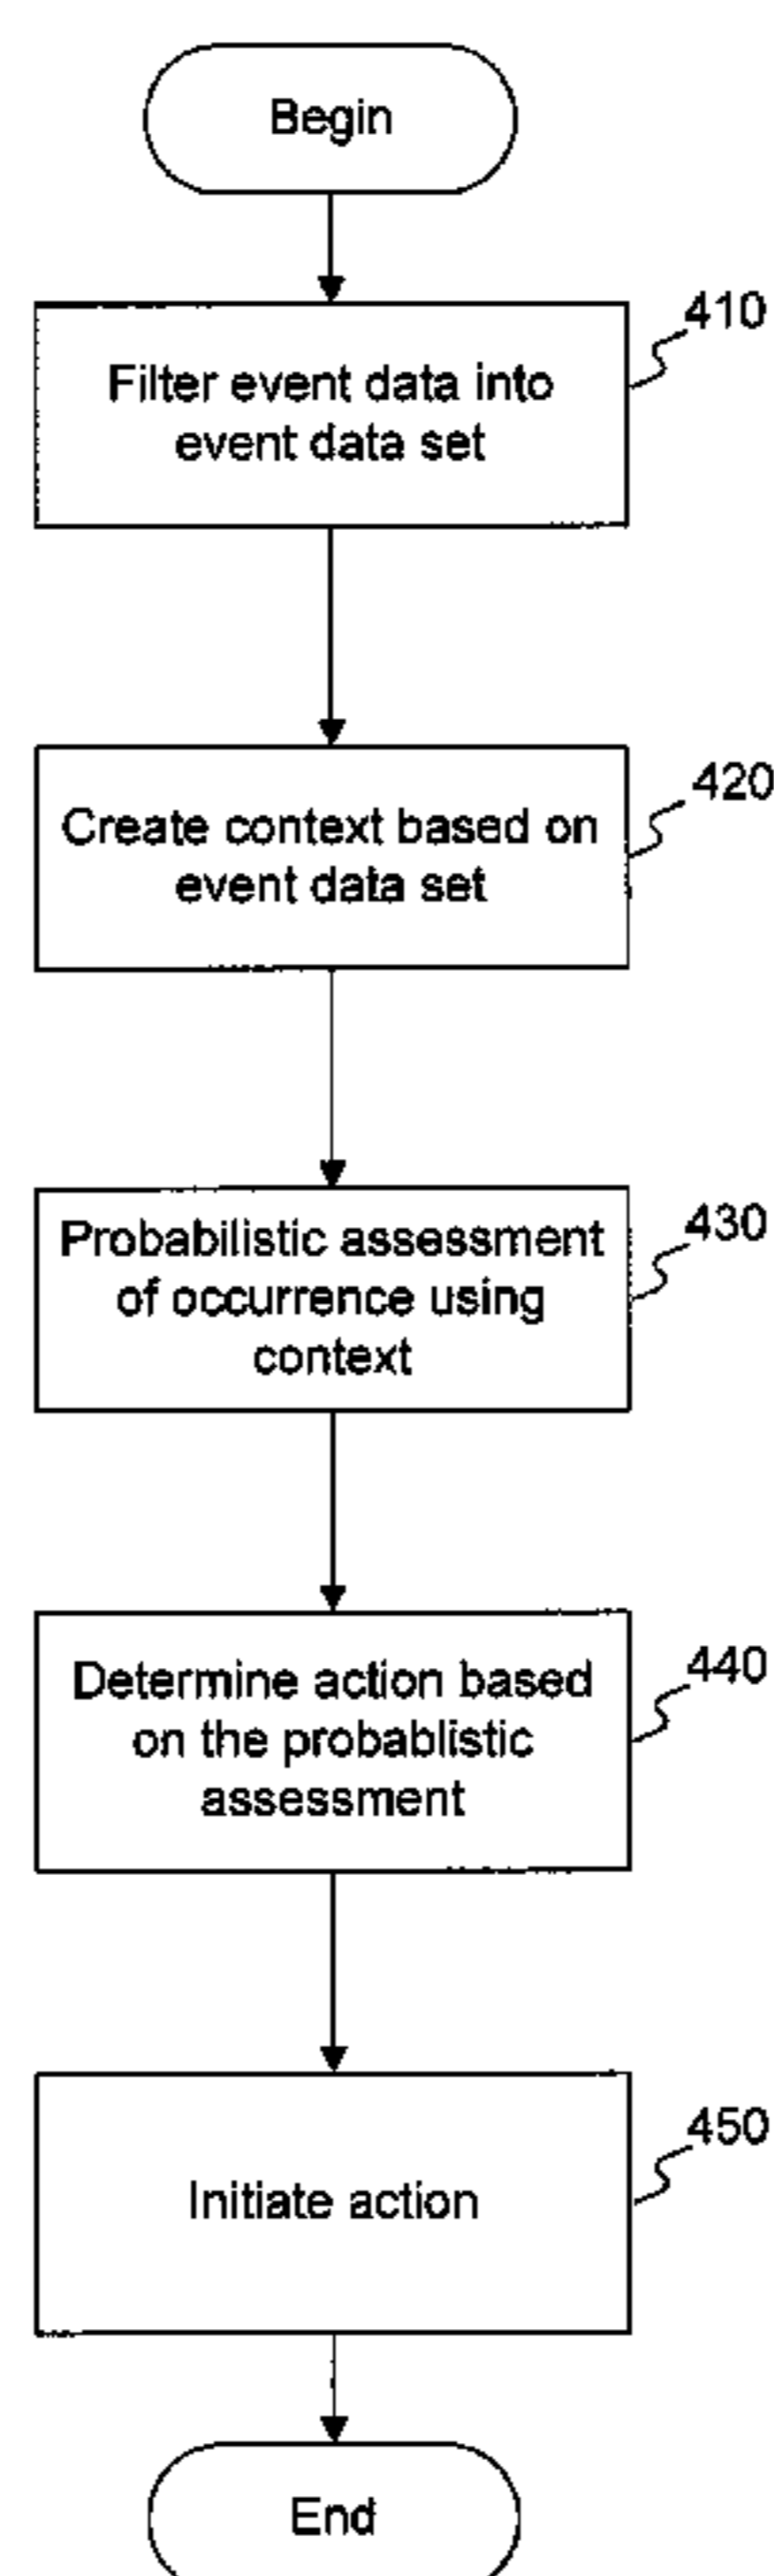 Begin
410
Filter event data into
event data set
420
Create context based on
event data set
430
Probabilistic assessment
of occurrence using
context
440
Determine action based
on the probablistic
assessment
450
Initiate action
End